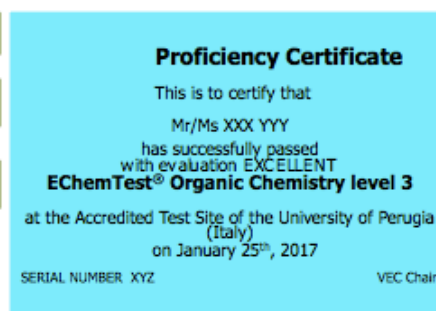 Proficiency Certificate
This is to certify that
Mr/Ms XXX YYY
has successfully passed
with evaluation EXCELLENT
EChemTest® Organic Chemistry level 3
at the Accredited Test Site of the University of Perugia
(Italy)
on January 25th, 2017
SERIAL NUMBER XYZ VEC Chair